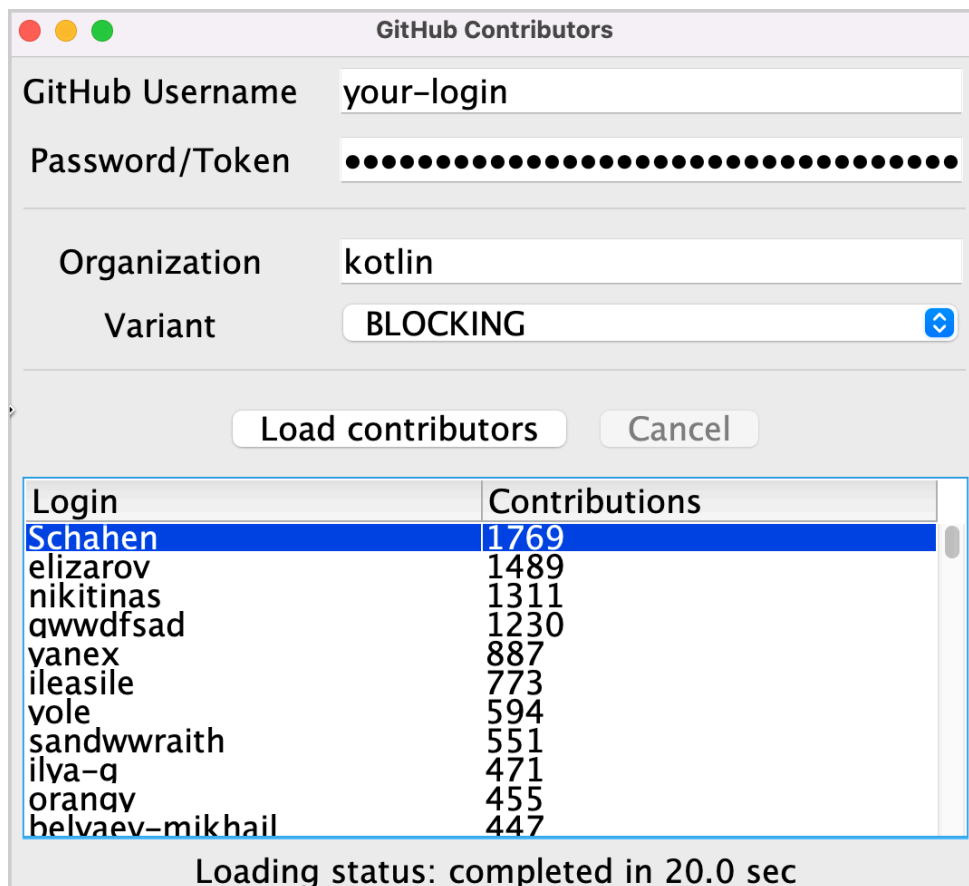 GitHub Contributors
GitHub Username your-login
Password/Token ••••••••••••••••••••••••••••••••••
Organization kotlin
Variant BLOCKING
Load contributors Cancel
Login Contributions
Schahen 1769
elizarov 1489
nikitinas 1311
qwwdfsad 1230
yanex 887
ileasile 773
yole 594
sandwwraith 551
ilya-g 471
orangy 455
belyaev-mikhail 447
Loading status: completed in 20.0 sec